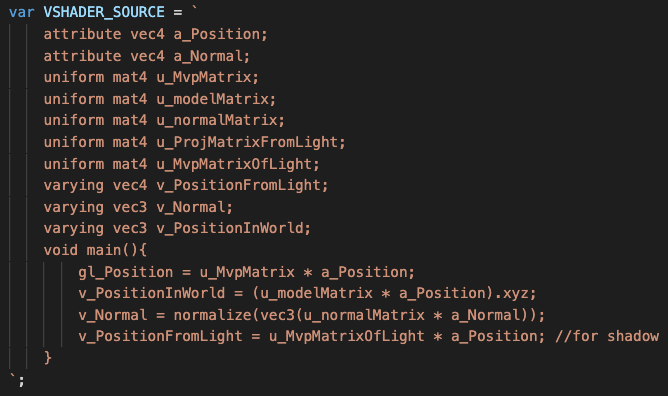 var VSHADER_SOURCE = `
attribute vec4 a_Position;
attribute vec4 a_Normal;
uniform mat4 u_MvpMatrix;
uniform mat4 u_modelMatrix;
uniform mat4 u_normalMatrix;
uniform mat4 u_ProjMatrixFromLight;
uniform mat4 u_MvpMatrixOfLight;
varying vec4 v_PositionFromLight;
varying vec3 v_Normal;
varying vec3 v_PositionInWorld;
void main(){
gl_Position = u_MvpMatrix * a_Position;
v_PositionInWorld = (u_modelMatrix * a_Position).xyz;
v_Normal = normalize(vec3(u_normalMatrix * a_Normal));
v_PositionFromLight = u_MvpMatrixOfLight * a_Position; //for shadow
}
`;